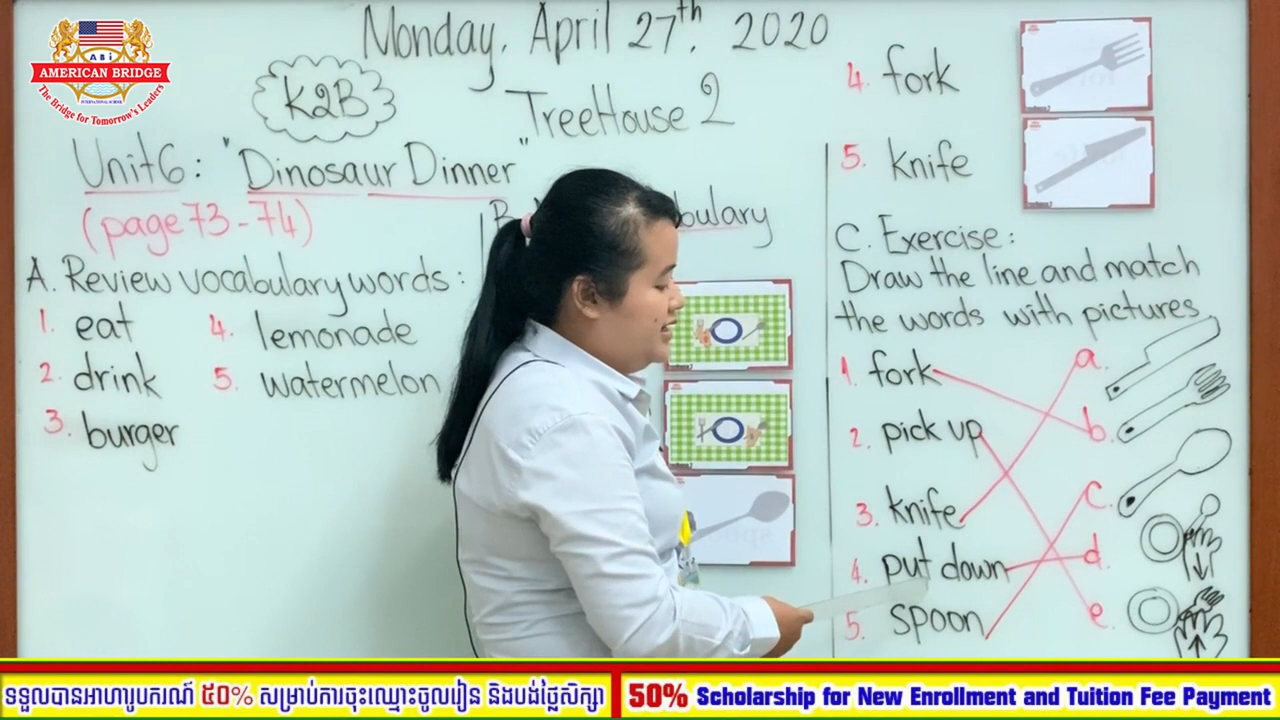 ABi
AMERICAN BRIDGE
INTERNATIONAL SCHOOL
The Bridge for Tomorrow's Leaders
Monday, April 27th, 2020
K2B
TreeHouse 2
Unit 6: "Dinosaur Dinner"
(page 73-74)
A. Review vocabulary words:
1. eat
2. drink
3. burger
4. lemonade
5. watermelon
B.
4. fork
5. knife
C. Exercise:
Draw the line and match
the words with pictures
1. fork
2. pick up
3. knife
4. put down
5. spoon
a.
b.
c.
d.
e.
ទទួលបានអាហារូបករណ៍ ៥០% សម្រាប់ការចុះឈ្មោះចូលរៀន និងបង់ថ្លៃសិក្សា
50% Scholarship for New Enrollment and Tuition Fee Payment